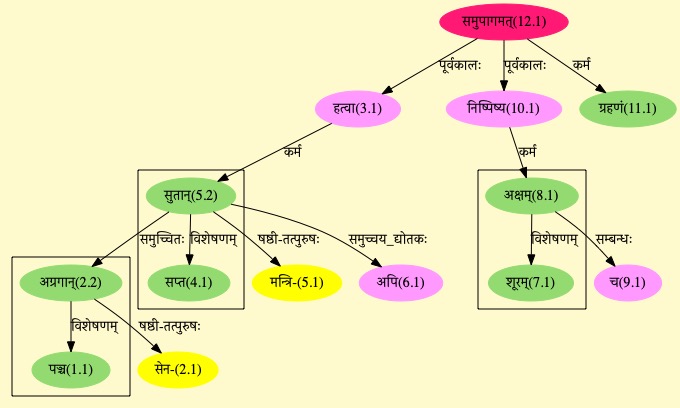 समुपागमत्(12.1)
पूर्वकालः पूर्वकालः कर्म
हत्वा(3.1) निष्पिष्य(10.1) ग्रहणं(11.1)
कर्म कर्म
सुतान्(5.2) अक्षम्(8.1)
समुच्चितः विशेषणम् षष्ठी-तत्पुरुषः समुच्चय_द्योतकः विशेषणम् सम्बन्धः
अग्रगान्(2.2) सप्त(4.1) मन्त्रि-(5.1) अपि(6.1) शूरम्(7.1) च(9.1)
विशेषणम् षष्ठी-तत्पुरुषः
पञ्च(1.1) सेन-(2.1)